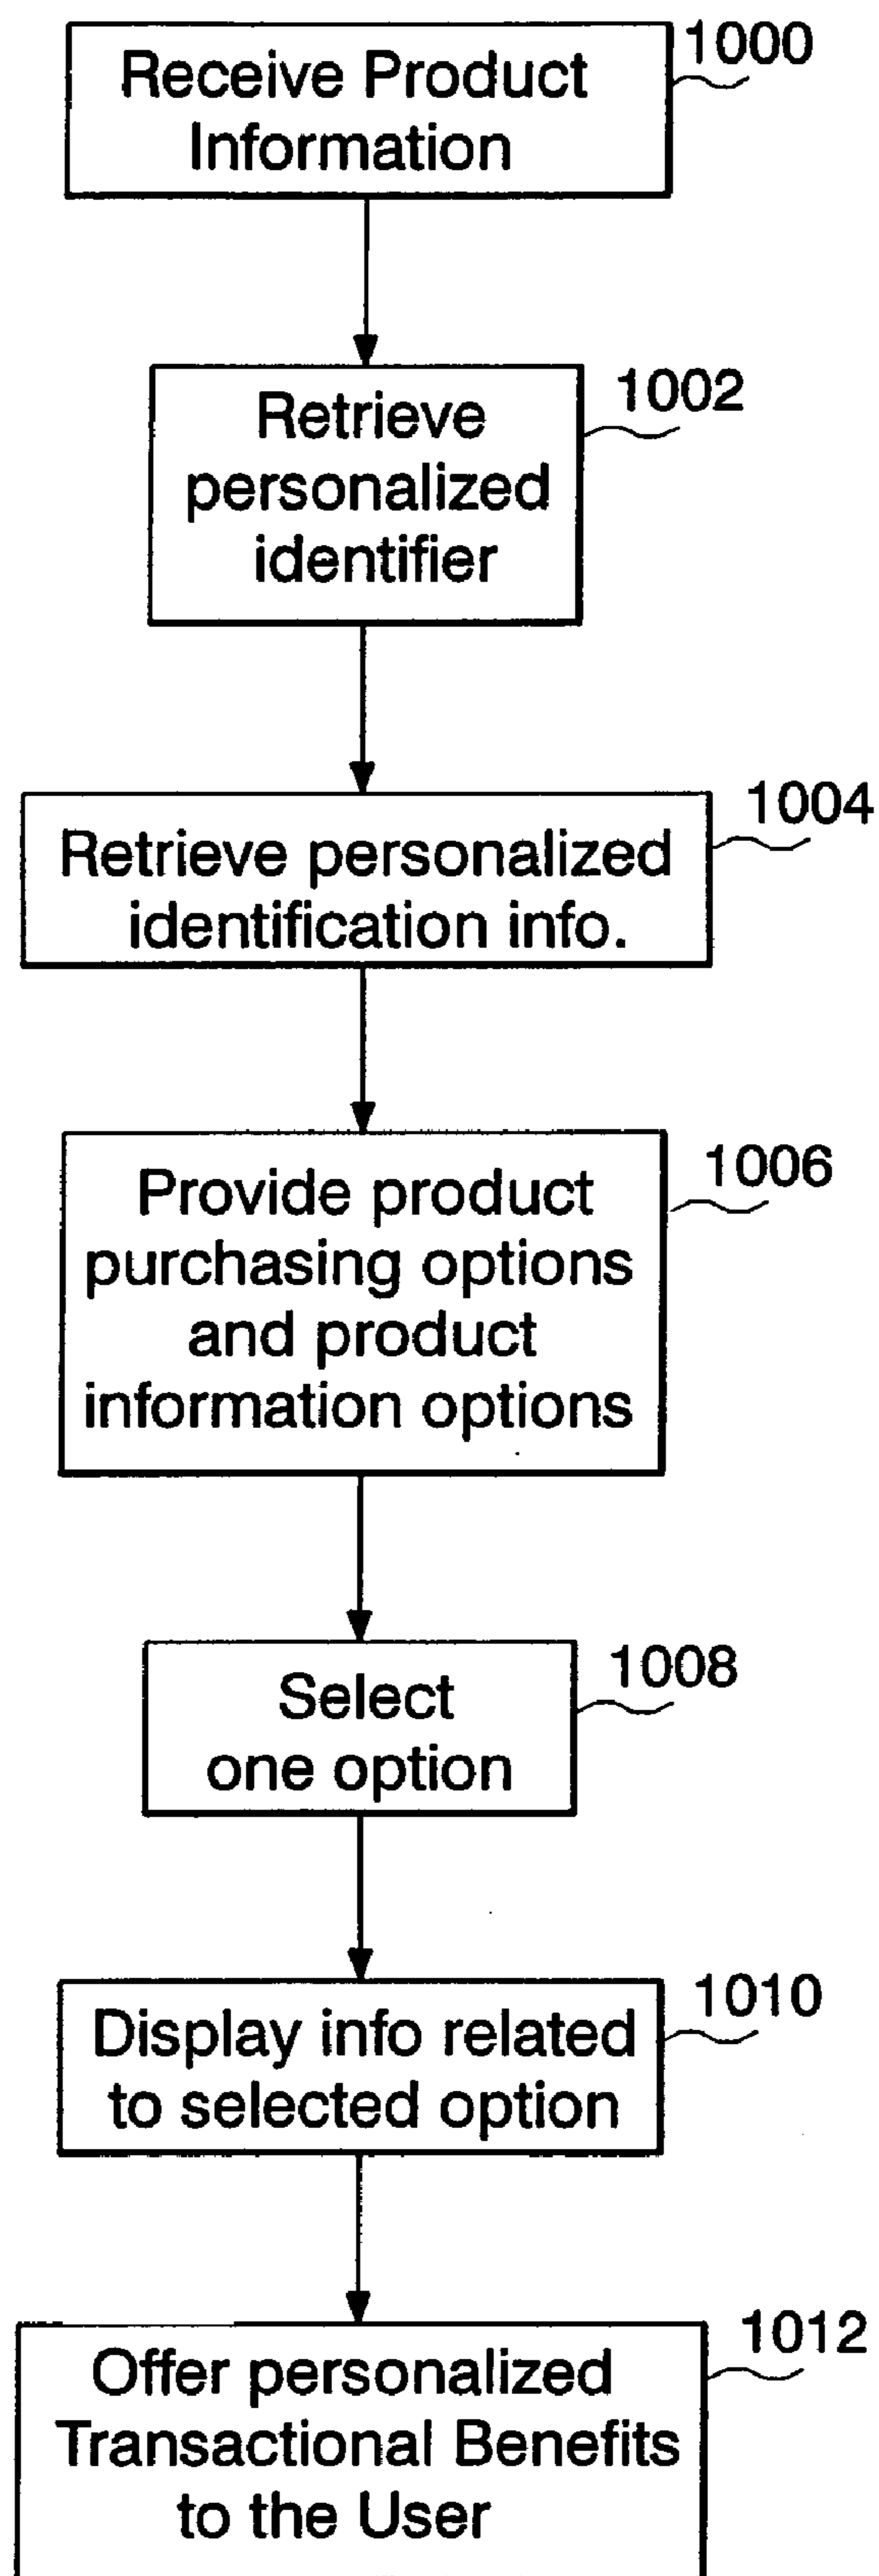 Receive Product
Information
1000
Retrieve
personalized
identifier
1002
Retrieve personalized
identification info.
1004
Provide product
purchasing options
and product
information options
1006
Select
one option
1008
Display info related
to selected option
1010
Offer personalized
Transactional Benefits
to the User
1012